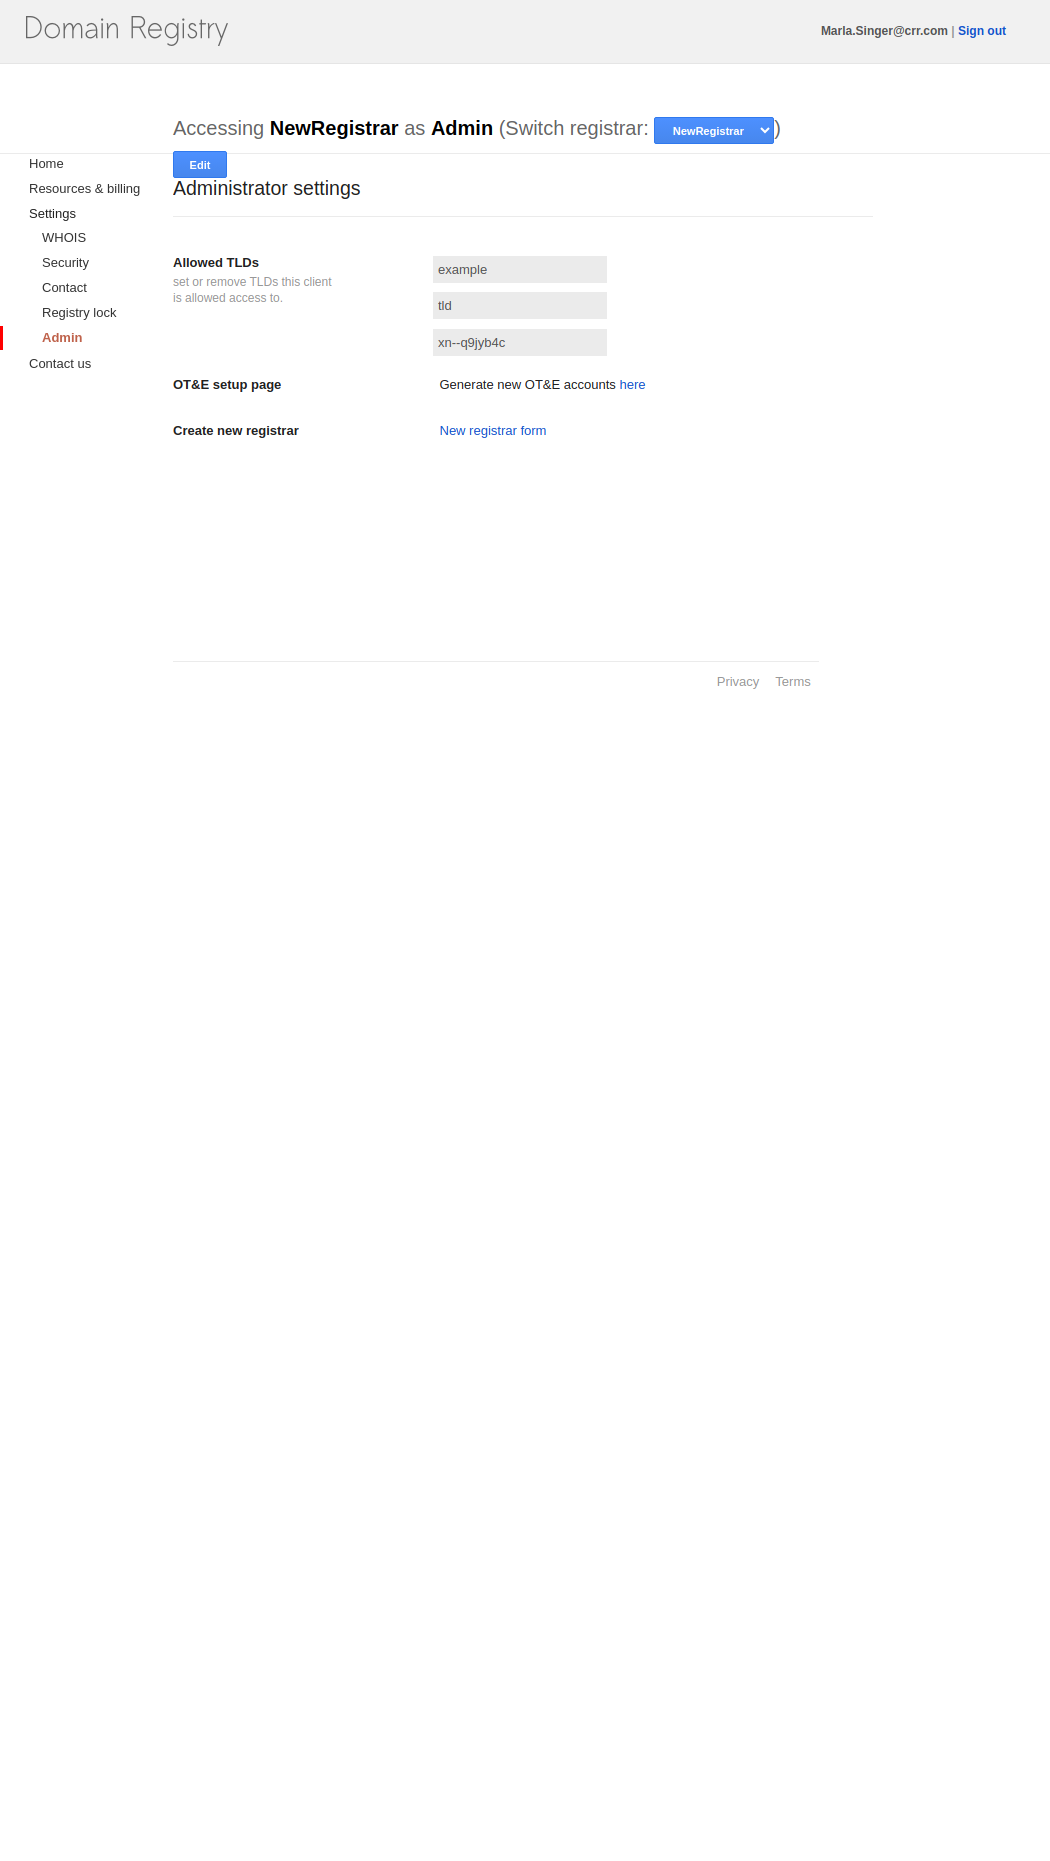 Domain Registry
Marla.Singer@crr.com | Sign out
Accessing NewRegistrar as Admin (Switch registrar: NewRegistrar)
Edit
Home
Resources & billing
Settings
WHOIS
Security
Contact
Registry lock
Admin
Contact us
Administrator settings
Allowed TLDs
set or remove TLDs this client
is allowed access to.
example
tld
xn--q9jyb4c
OT&E setup page
Generate new OT&E accounts here
Create new registrar
New registrar form
Privacy Terms